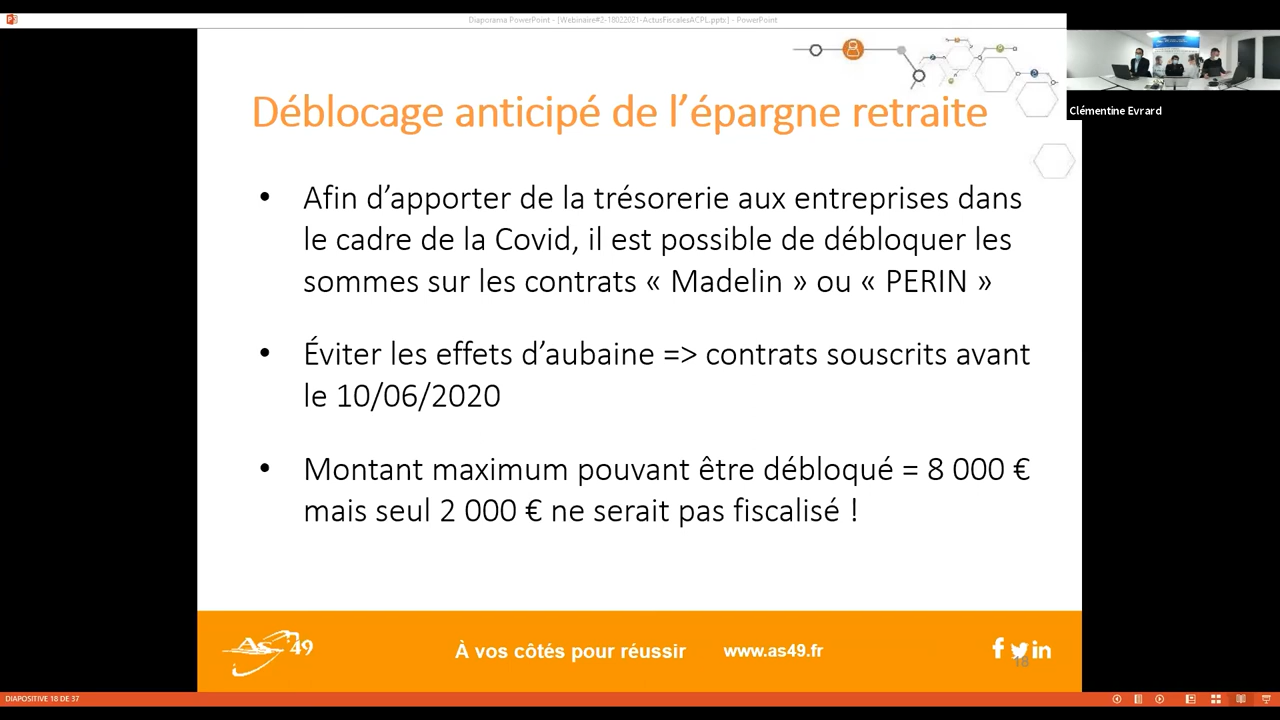 Diaporama PowerPoint - [Webinaire#2-18022021-ActusFiscalesACPL.pptx] - PowerPoint
Clémentine Evrard
Déblocage anticipé de l’épargne retraite
• Afin d’apporter de la trésorerie aux entreprises dans
le cadre de la Covid, il est possible de débloquer les
sommes sur les contrats « Madelin » ou « PERIN »
• Éviter les effets d’aubaine => contrats souscrits avant
le 10/06/2020
• Montant maximum pouvant être débloqué = 8 000 €
mais seul 2 000 € ne serait pas fiscalisé !
As 49
À vos côtés pour réussir
www.as49.fr
18
DIAPOSITIVE 18 DE 37